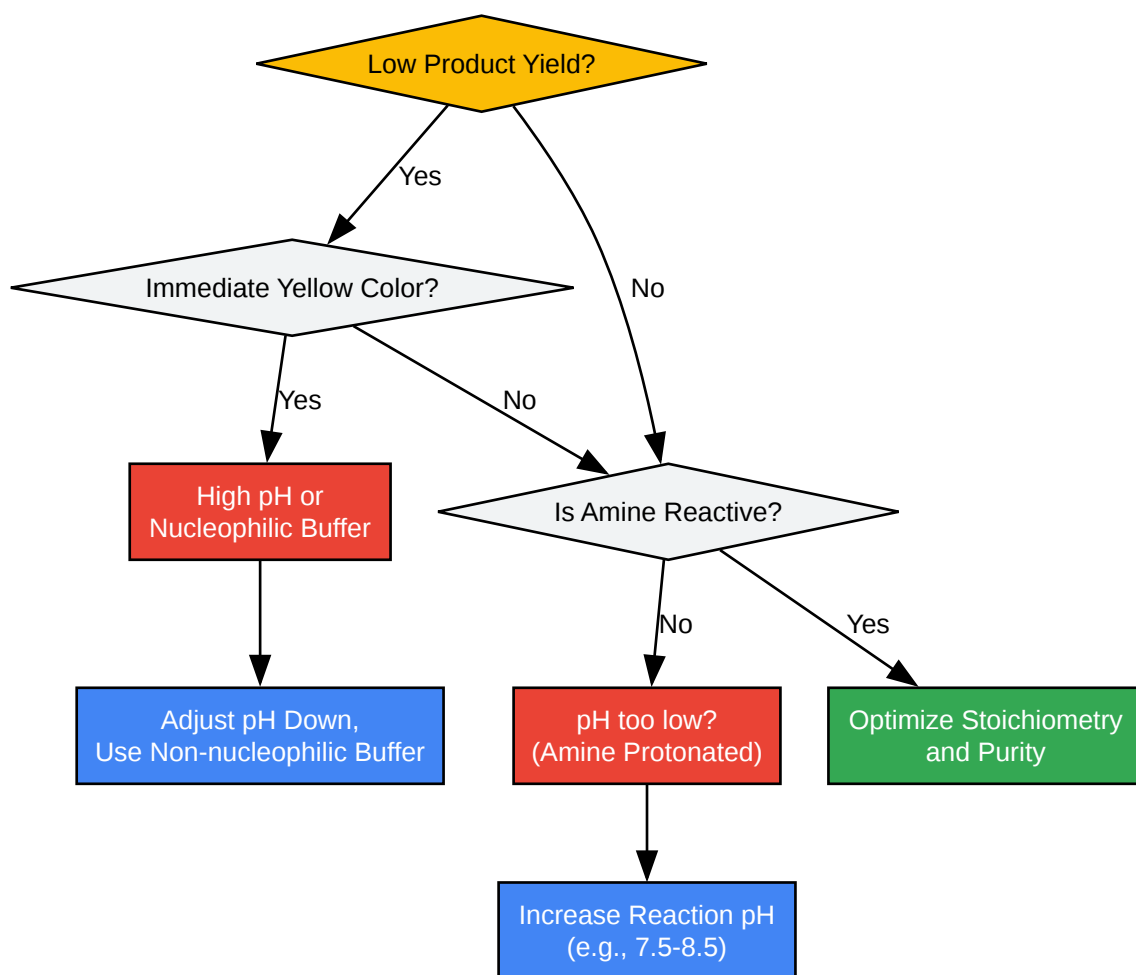 Low Product Yield?
Yes
Immediate Yellow Color?
No
Yes
No
High pH or
Nucleophilic Buffer
Is Amine Reactive?
No
Yes
Adjust pH Down,
Use Non-nucleophilic Buffer
pH too low?
(Amine Protonated)
Optimize Stoichiometry
and Purity
Increase Reaction pH
(e.g., 7.5-8.5)